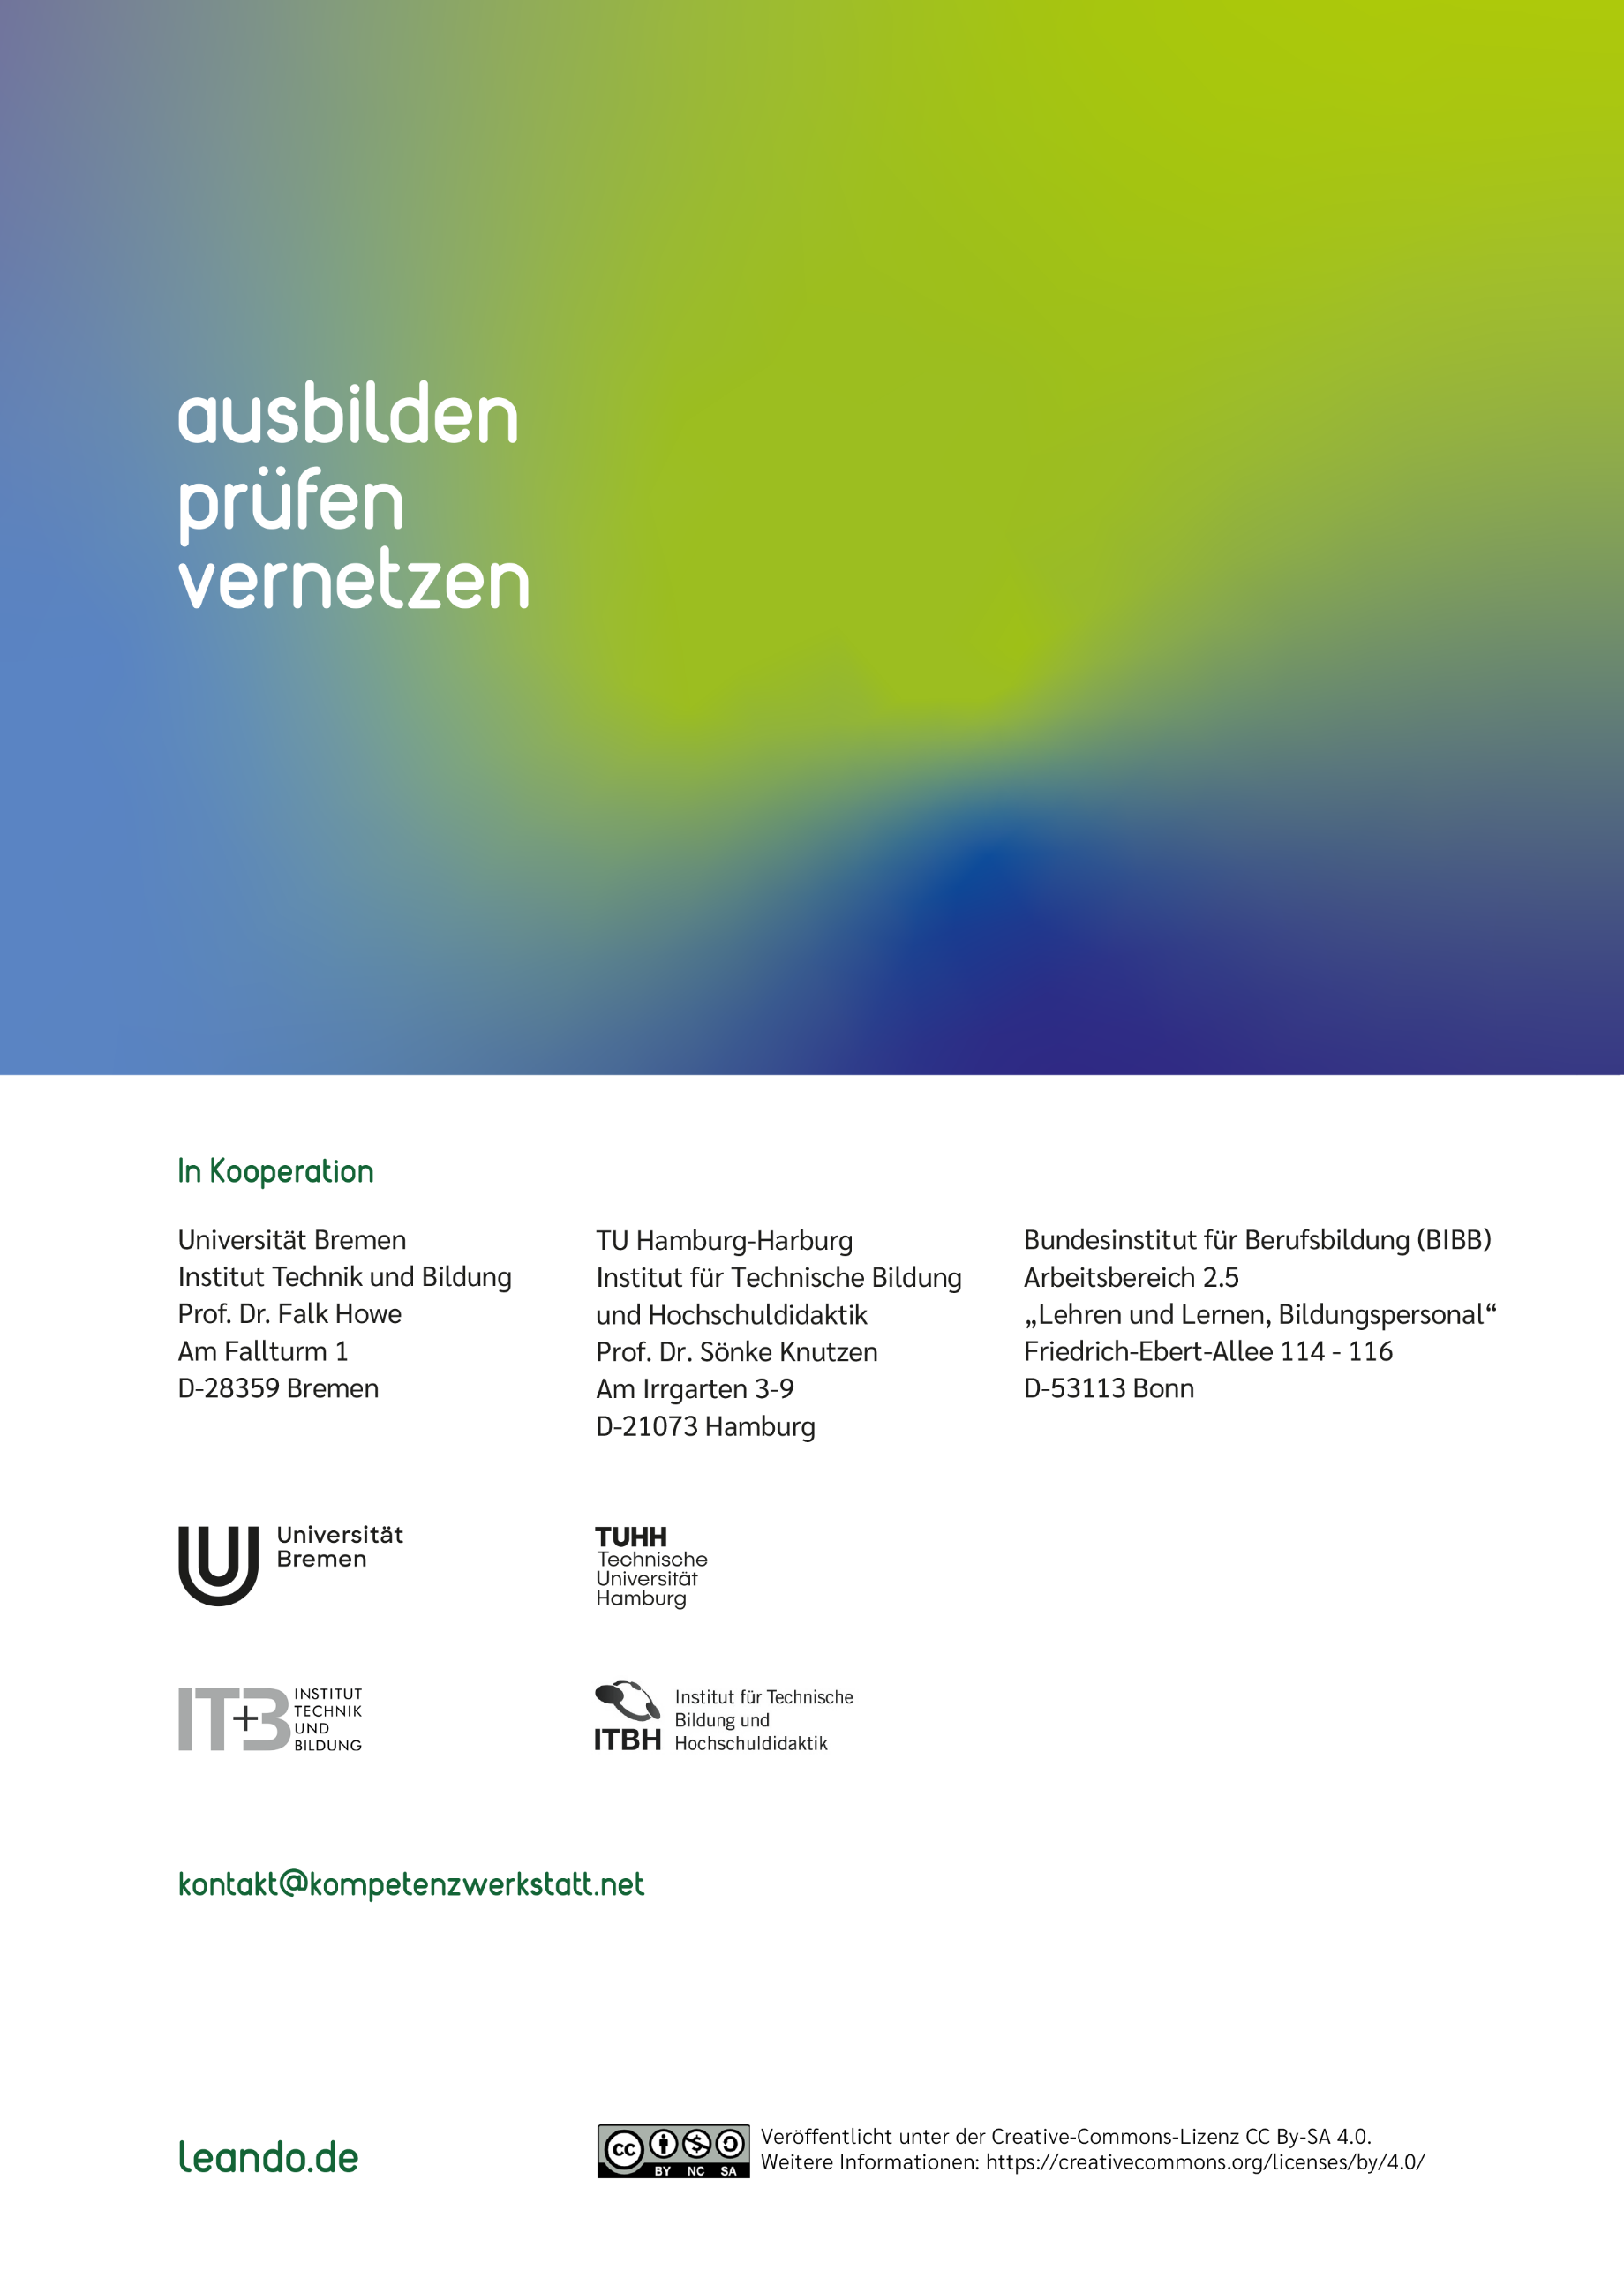 ausbilden
prüfen
vernetzen
In Kooperation
Universität Bremen
Institut Technik und Bildung
Prof. Dr. Falk Howe
Am Fallturm 1
D-28359 Bremen
TU Hamburg-Harburg
Institut für Technische Bildung
und Hochschuldidaktik
Prof. Dr. Sönke Knutzen
Am Irrgarten 3-9
D-21073 Hamburg
Bundesinstitut für Berufsbildung (BIBB)
Arbeitsbereich 2.5
„Lehren und Lernen, Bildungspersonal“
Friedrich-Ebert-Allee 114 - 116
D-53113 Bonn
Universität
Bremen
TUHH
Technische
Universität
Hamburg
IT+B
INSTITUT
TECHNIK
UND
BILDUNG
ITBH
Institut für Technische
Bildung und
Hochschuldidaktik
kontakt@kompetenzwerkstatt.net
leando.de
cc
BY NC SA
Veröffentlicht unter der Creative-Commons-Lizenz CC By-SA 4.0.
Weitere Informationen: https://creativecommons.org/licenses/by/4.0/